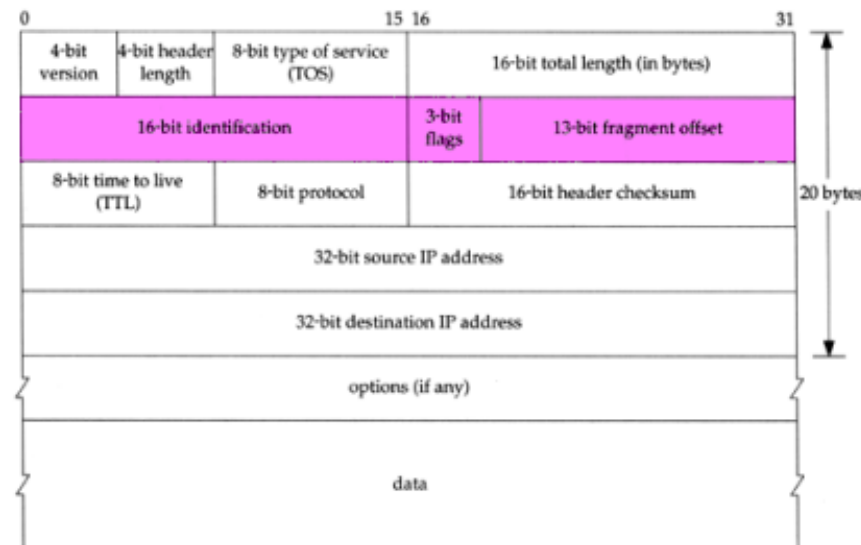 0 15 16 31
4-bit version
4-bit header length
8-bit type of service (TOS)
16-bit total length (in bytes)
16-bit identification
3-bit flags
13-bit fragment offset
8-bit time to live (TTL)
8-bit protocol
16-bit header checksum
20 bytes
32-bit source IP address
32-bit destination IP address
options (if any)
data